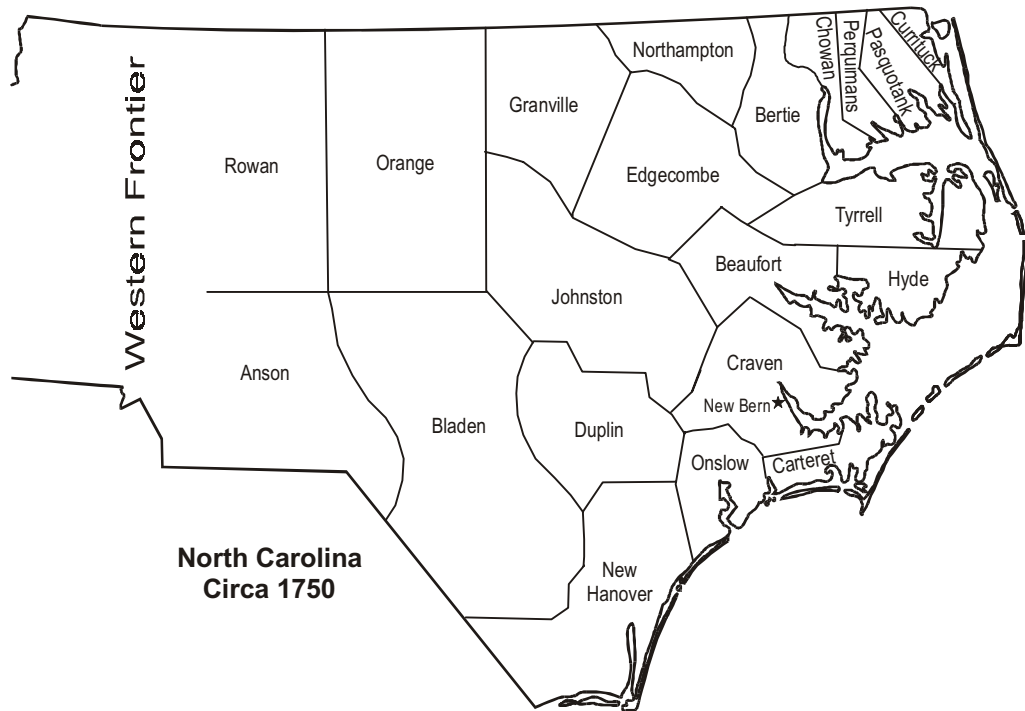 Northampton
Chowan
Perquimans
Pasquotank
Currituck
Western Frontier
Granville
Bertie
Rowan
Orange
Edgecombe
Tyrrell
Beaufort
Hyde
Johnston
Anson
Craven
New Bern
Bladen
Duplin
Onslow
Carteret
North Carolina
Circa 1750
New
Hanover